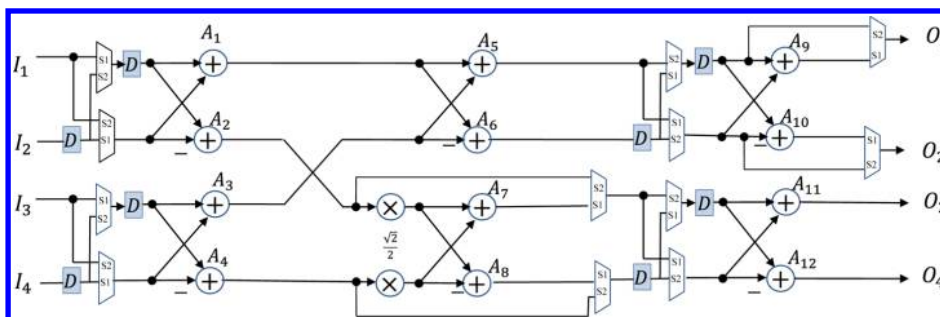 I₁
S1
S2
D
A₁
A₅
S2
S1
D
A₉
S2
S1
O
I₂
D
S2
S1
A₂
−
A₆
−
D
S1
S2
A₁₀
−
S1
S2
O₂
I₃
S1
S2
D
A₃
×
A₇
S2
S1
S2
S1
D
A₁₁
O
√2
2
I₄
D
S2
S1
A₄
−
×
A₈
−
S1
S2
D
S1
S2
A₁₂
−
O₄